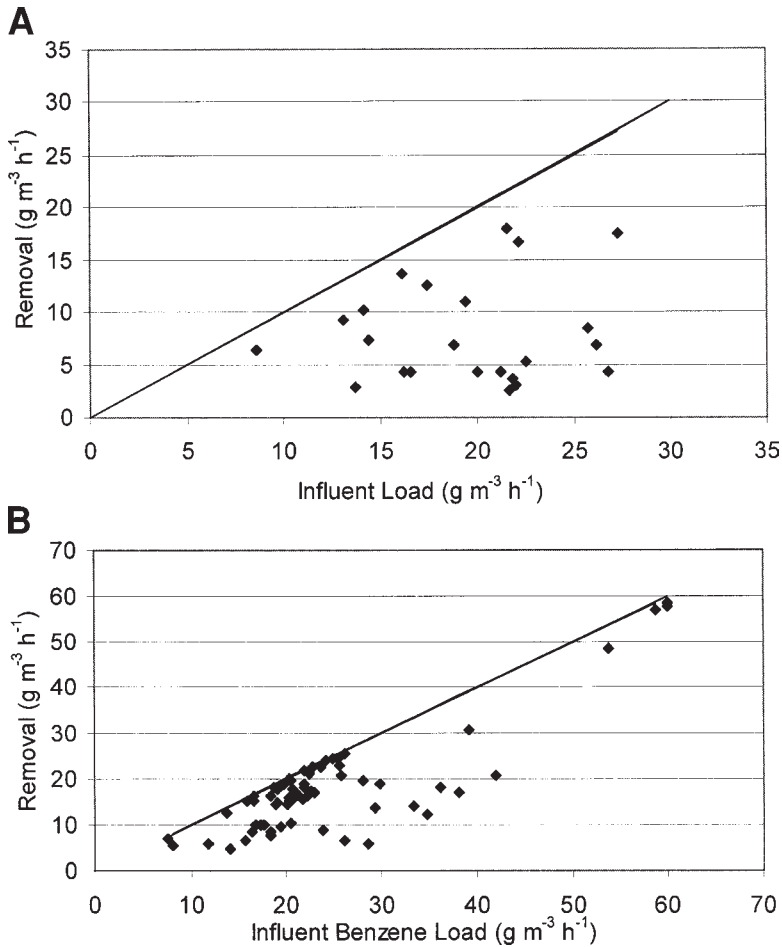 A
35
30
25
20
15
10
5
0
Removal (g m⁻³ h⁻¹)
0 5 10 15 20 25 30 35
Influent Load (g m⁻³ h⁻¹)
B
70
60
50
40
30
20
10
0
Removal (g m⁻³ h⁻¹)
0 10 20 30 40 50 60 70
Influent Benzene Load (g m⁻³ h⁻¹)